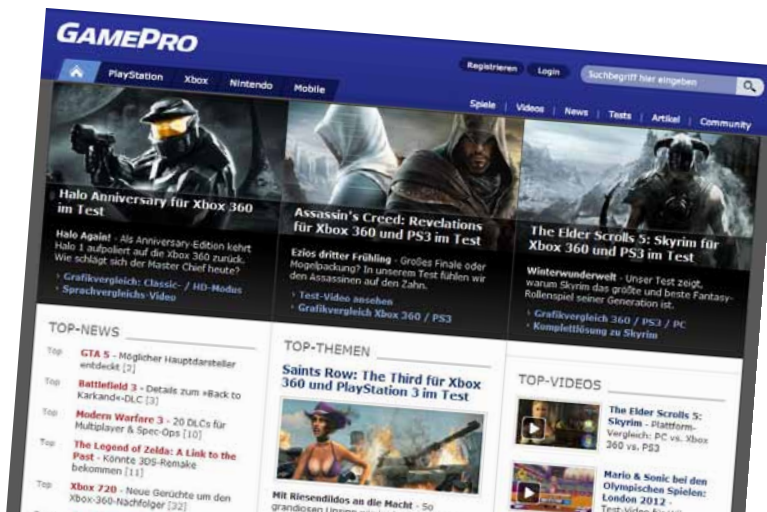 GAMEPRO
Registrieren
Login
Suchbegriff hier eingeben
PlayStation
Xbox
Nintendo
Mobile
Spiele | Videos | News | Tests | Artikel | Community
Halo Anniversary für Xbox 360
im Test
Halo Again! - Als Anniversary-Edition kehrt
Halo 1 aufpoliert auf die Xbox 360 zurück.
Wie schlägt sich der Master Chief heute?
› Grafikvergleich: Classic- / HD-Modus
› Sprachvergleichs-Video
Assassin's Creed: Revelations
für Xbox 360 und PS3 im Test
Ezios dritter Frühling - Großes Finale oder
Mogelpackung? In unserem Test fühlen wir
den Assassinen auf den Zahn.
› Test-Video ansehen
› Grafikvergleich Xbox 360 / PS3
The Elder Scrolls 5: Skyrim für
Xbox 360 und PS3 im Test
Winterwunderwelt - Unser Test zeigt,
warum Skyrim das größte und beste Fantasy-
Rollenspiel seiner Generation ist.
› Grafikvergleich 360 / PS3 / PC
› Komplettlösung zu Skyrim
TOP-NEWS
Top GTA 5 - Möglicher Hauptdarsteller
entdeckt [2]
Top Battlefield 3 - Details zum »Back to
Karkand«-DLC [3]
Top Modern Warfare 3 - 20 DLCs für
Multiplayer & Spec-Ops [10]
Top The Legend of Zelda: A Link to the
Past - Könnte 3DS-Remake
bekommen [11]
Top Xbox 720 - Neue Gerüchte um den
Xbox-360-Nachfolger [32]
TOP-THEMEN
Saints Row: The Third für Xbox
360 und PlayStation 3 im Test
Mit Riesendildos an die Macht - So
grandiosen Unsinn
TOP-VIDEOS
The Elder Scrolls 5:
Skyrim - Plattform-
Vergleich: PC vs. Xbox
360 vs. PS3
Mario & Sonic bei den
Olympischen Spielen:
London 2012 -